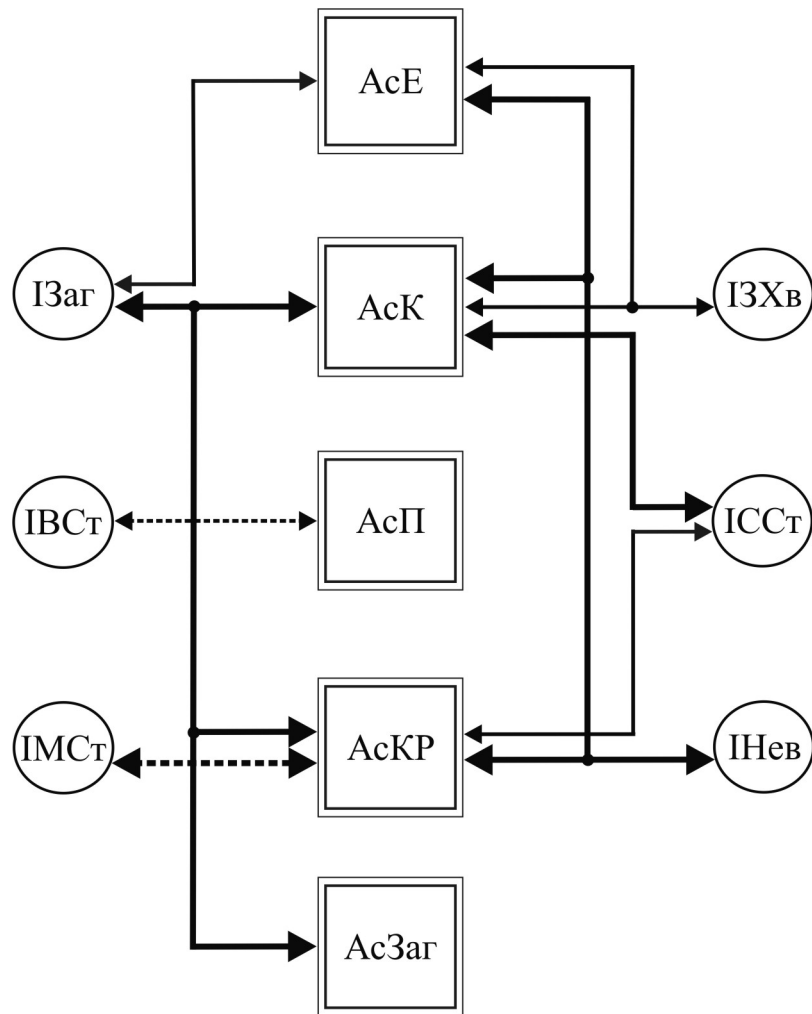 АсЕ
ІЗаг
АсК
ІЗХв
ІВСт
АсП
ІССт
ІМСт
АсКР
ІНев
АсЗаг